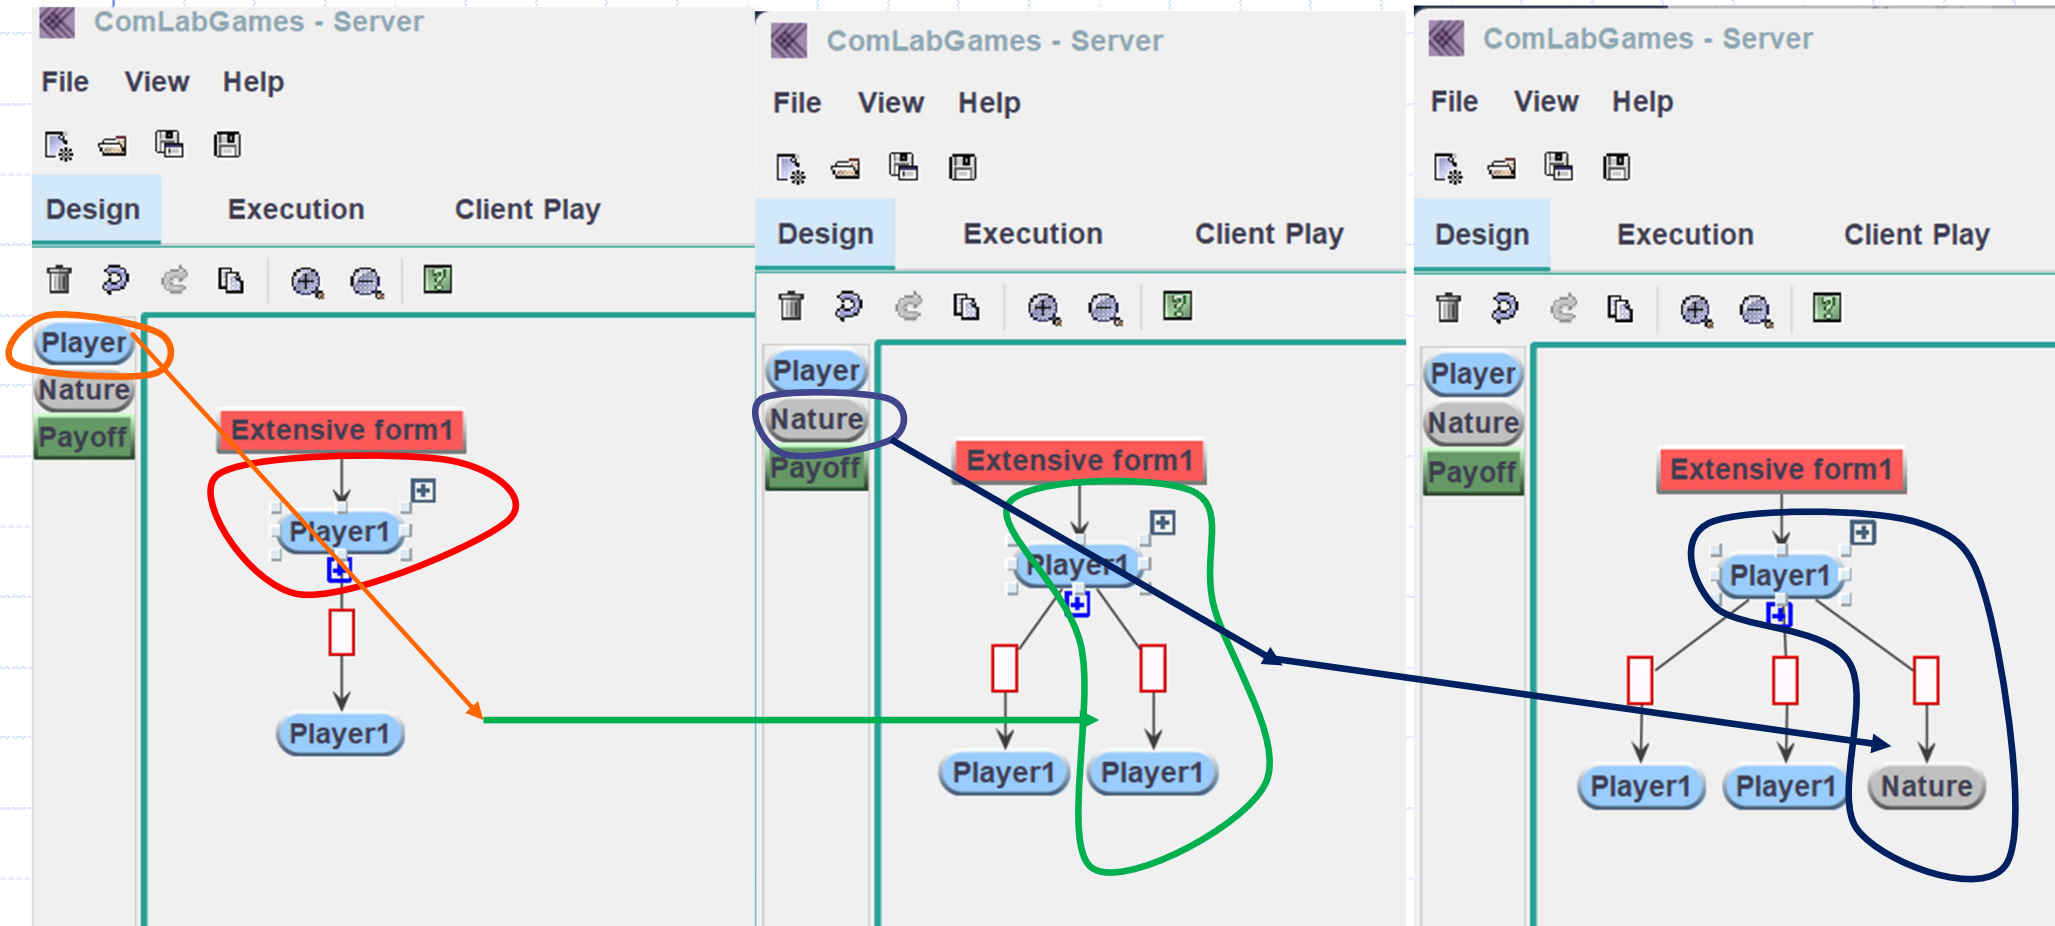 ComLabGames - Server
File View Help
Design Execution Client Play
Player
Nature
Payoff
Extensive form1
Player1
Player1
ComLabGames - Server
File View Help
Design Execution Client Play
Player
Nature
Payoff
Extensive form1
Player1
Player1 Player1
ComLabGames - Server
File View Help
Design Execution Client Play
Player
Nature
Payoff
Extensive form1
Player1
Player1 Player1 Nature